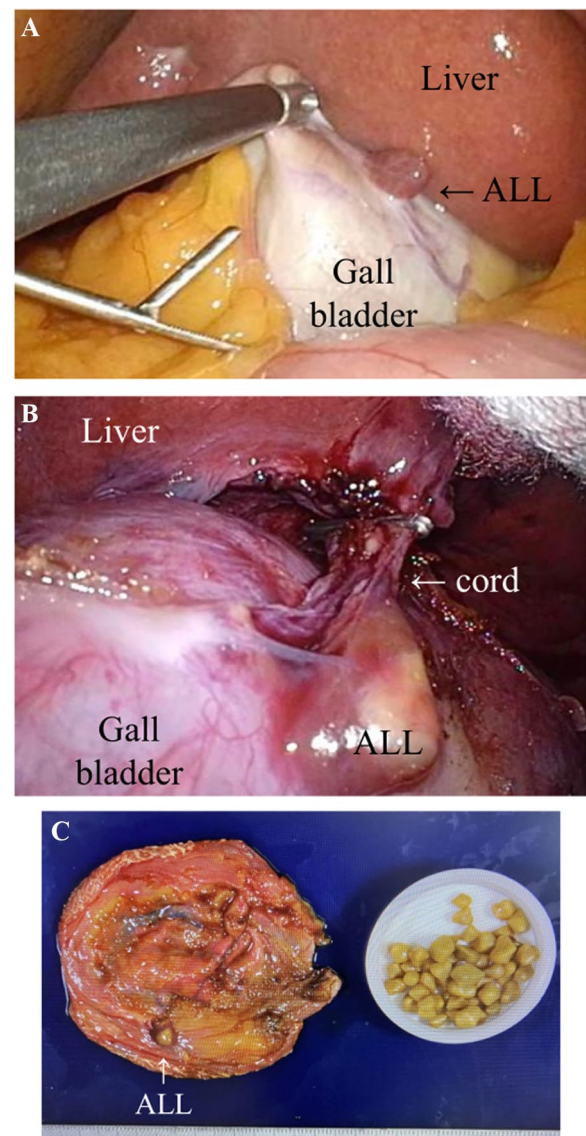 A
Liver
← ALL
Gall
bladder
B
Liver
← cord
Gall
bladder
ALL
C
↑
ALL